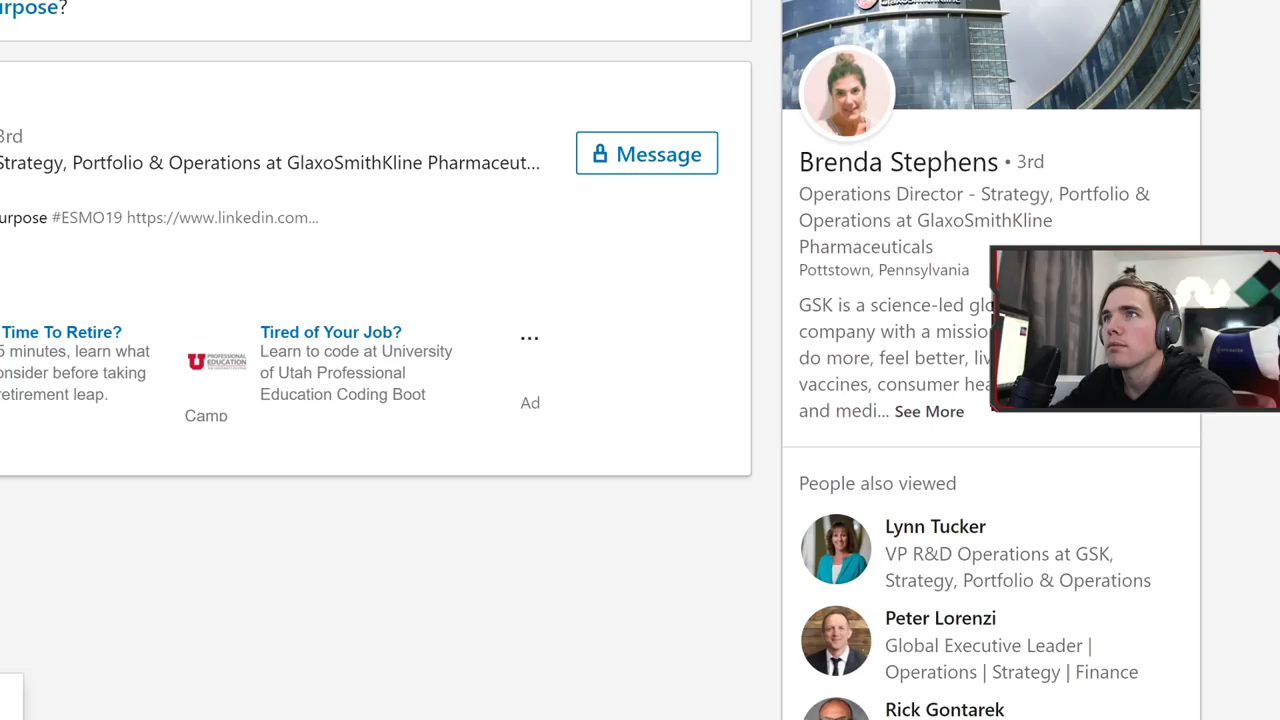 urpose?
3rd
Strategy, Portfolio & Operations at GlaxoSmithKline Pharmaceut...
Message
urpose #ESMO19 https://www.linkedin.com...
Time To Retire?
5 minutes, learn what
onsider before taking
retirement leap.
PROFESSIONAL
EDUCATION
Tired of Your Job?
Learn to code at University
of Utah Professional
Education Coding Boot
Camp
...
Ad
GlaxoSmithKline
Brenda Stephens • 3rd
Operations Director - Strategy, Portfolio &
Operations at GlaxoSmithKline
Pharmaceuticals
Pottstown, Pennsylvania
GSK is a science-led glo
company with a missio
do more, feel better, liv
vaccines, consumer hea
and medi... See More
People also viewed
Lynn Tucker
VP R&D Operations at GSK,
Strategy, Portfolio & Operations
Peter Lorenzi
Global Executive Leader |
Operations | Strategy | Finance
Rick Gontarek